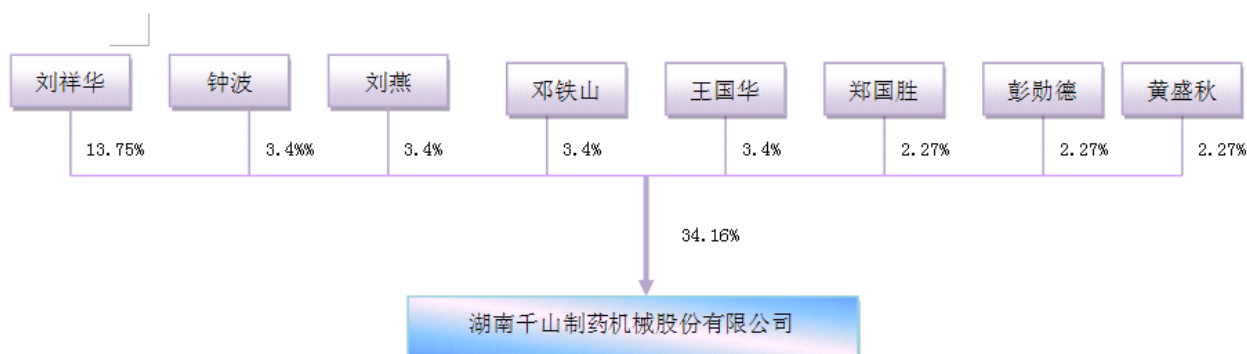 刘祥华
钟波
刘燕
邓铁山
王国华
郑国胜
彭勋德
黄盛秋
13.75%
3.4%%
3.4%
3.4%
3.4%
2.27%
2.27%
2.27%
34.16%
湖南千山制药机械股份有限公司